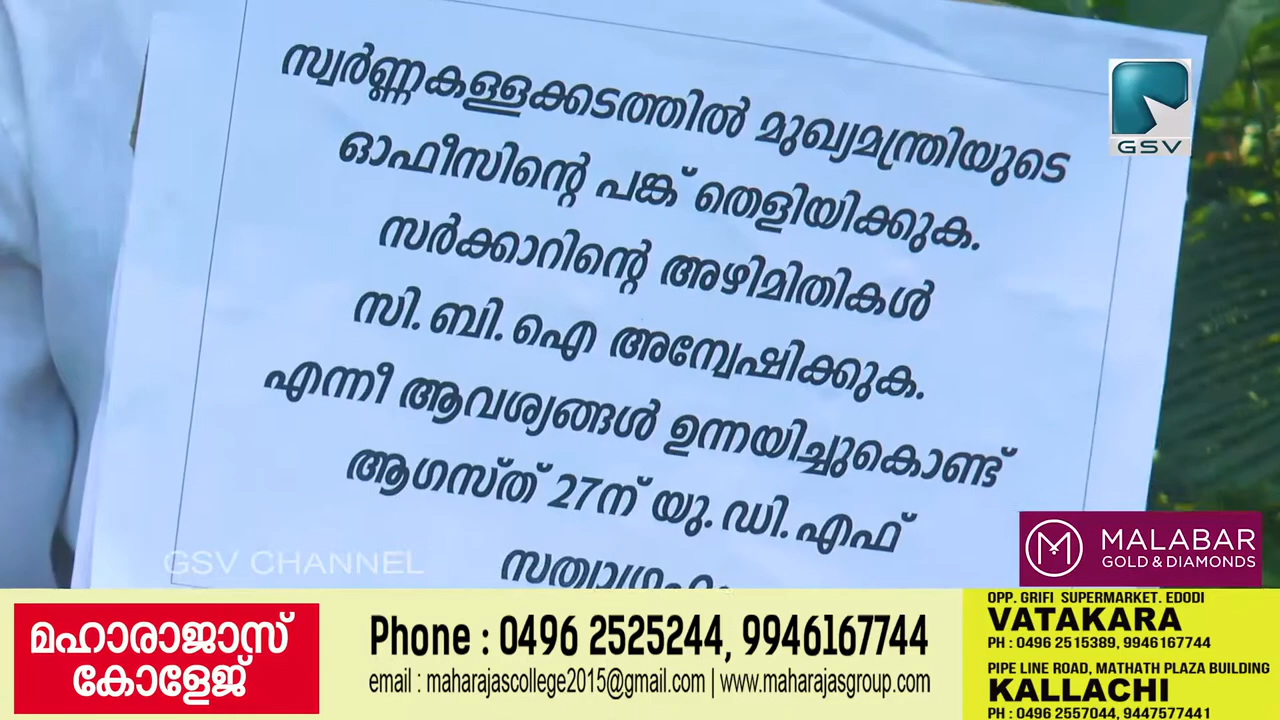 സ്വർണ്ണകള്ളക്കടത്തിൽ മുഖ്യമന്ത്രിയുടെ
ഓഫീസിന്റെ പങ്ക് തെളിയിക്കുക.
സർക്കാറിന്റെ അഴിമിതികൾ
സി. ബി. ഐ അന്വേഷിക്കുക.
എന്നീ ആവശ്യങ്ങൾ ഉന്നയിച്ചുകൊണ്ട്
ആഗസ്ത് 27ന് യു. ഡി. എഫ്
GSV
GSV CHANNEL
MALABAR
GOLD & DIAMONDS
മഹാരാജാസ്
കോളേജ്
Phone : 0496 2525244, 9946167744
email : maharajascollege2015@gmail.com | www.maharajasgroup.com
OPP. GRIFI SUPERMARKET. EDODI
VATAKARA
PH : 0496 2515389, 9946167744
PIPE LINE ROAD, MATHATH PLAZA BUILDING
KALLACHI
PH : 0496 2557044, 9447577441